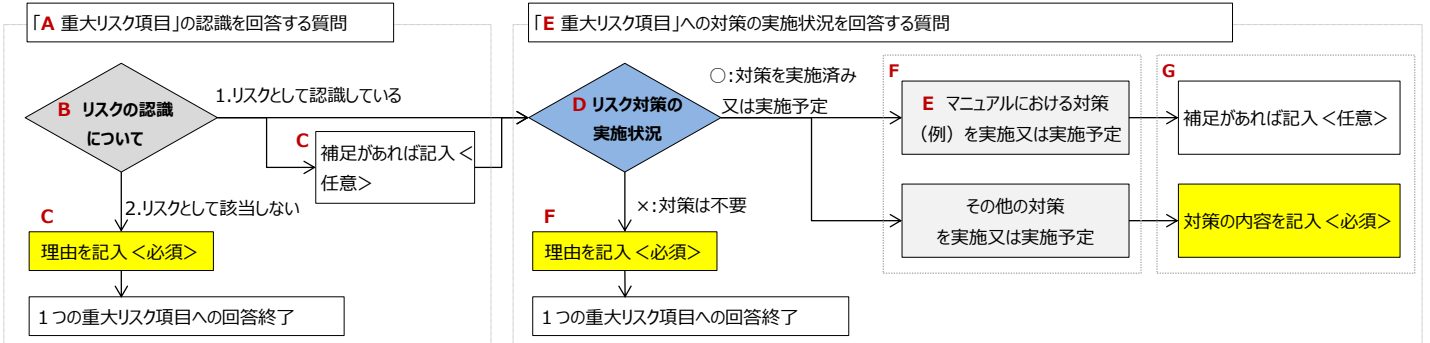 「A 重大リスク項目」の認識を回答する質問
B リスクの認識
について
1.リスクとして認識している
C
補足があれば記入＜
任意＞
2.リスクとして該当しない
C
理由を記入＜必須＞
１つの重大リスク項目への回答終了
「E 重大リスク項目」への対策の実施状況を回答する質問
D リスク対策の
実施状況
○:対策を実施済み
又は実施予定
F
E マニュアルにおける対策
（例）を実施又は実施予定
その他の対策
を実施又は実施予定
G
補足があれば記入＜任意＞
対策の内容を記入＜必須＞
×:対策は不要
F
理由を記入＜必須＞
１つの重大リスク項目への回答終了